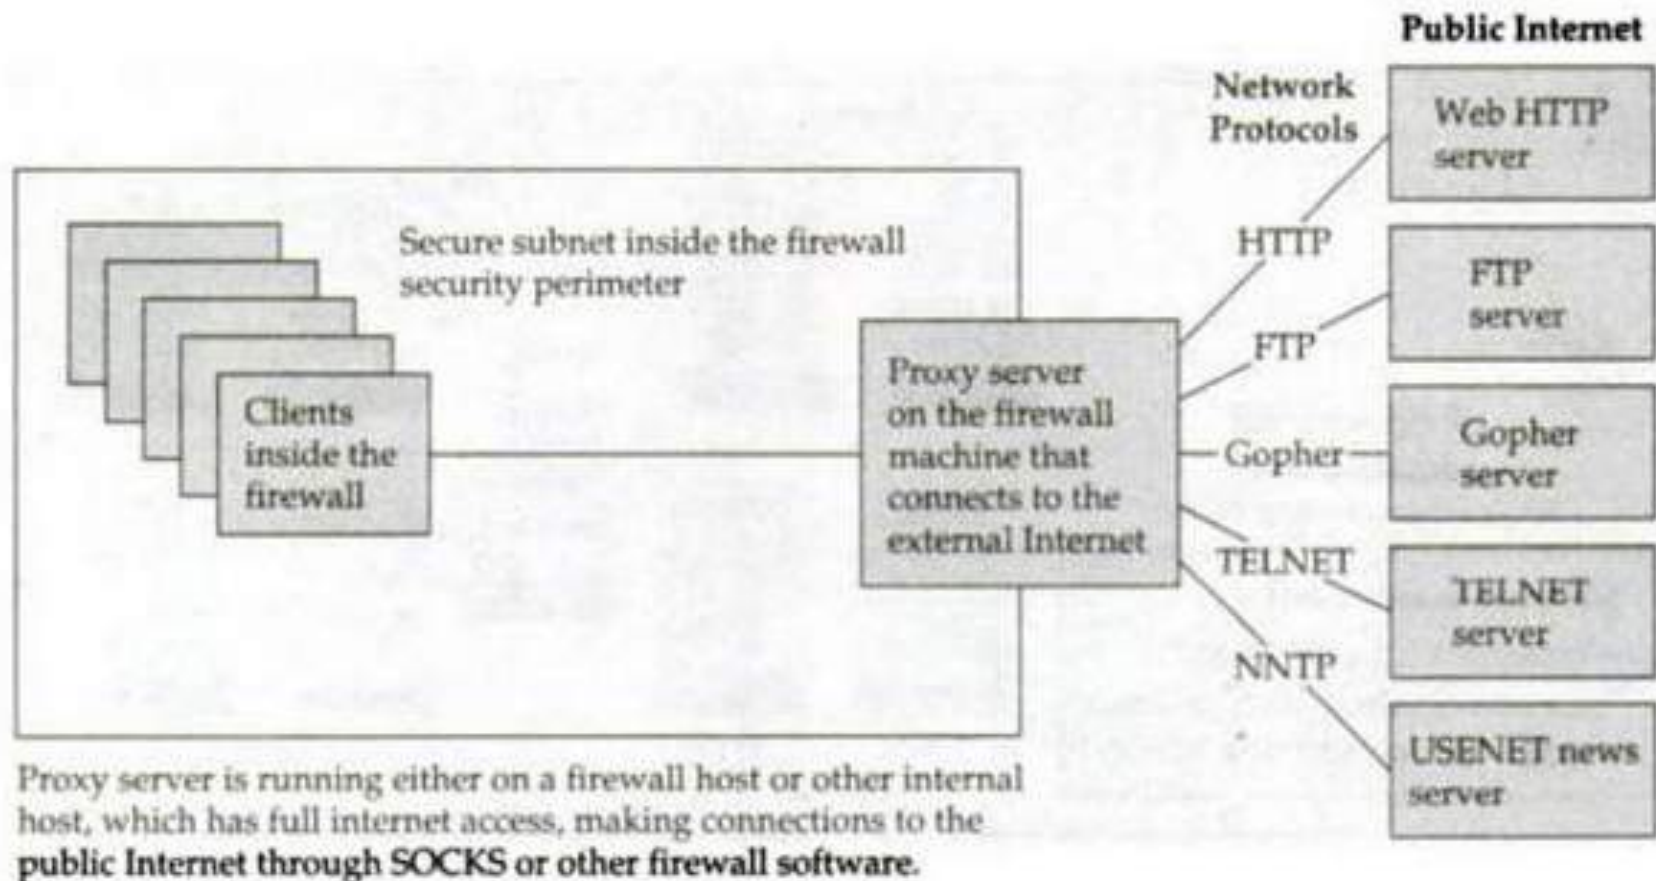 Public Internet
Network
Protocols
Web HTTP
server
HTTP
FTP
server
FTP
Gopher
server
Gopher
TELNET
server
TELNET
USENET news
server
NNTP
Secure subnet inside the firewall
security perimeter
Clients
inside the
firewall
Proxy server
on the firewall
machine that
connects to the
external Internet
Proxy server is running either on a firewall host or other internal
host, which has full internet access, making connections to the
public Internet through SOCKS or other firewall software.